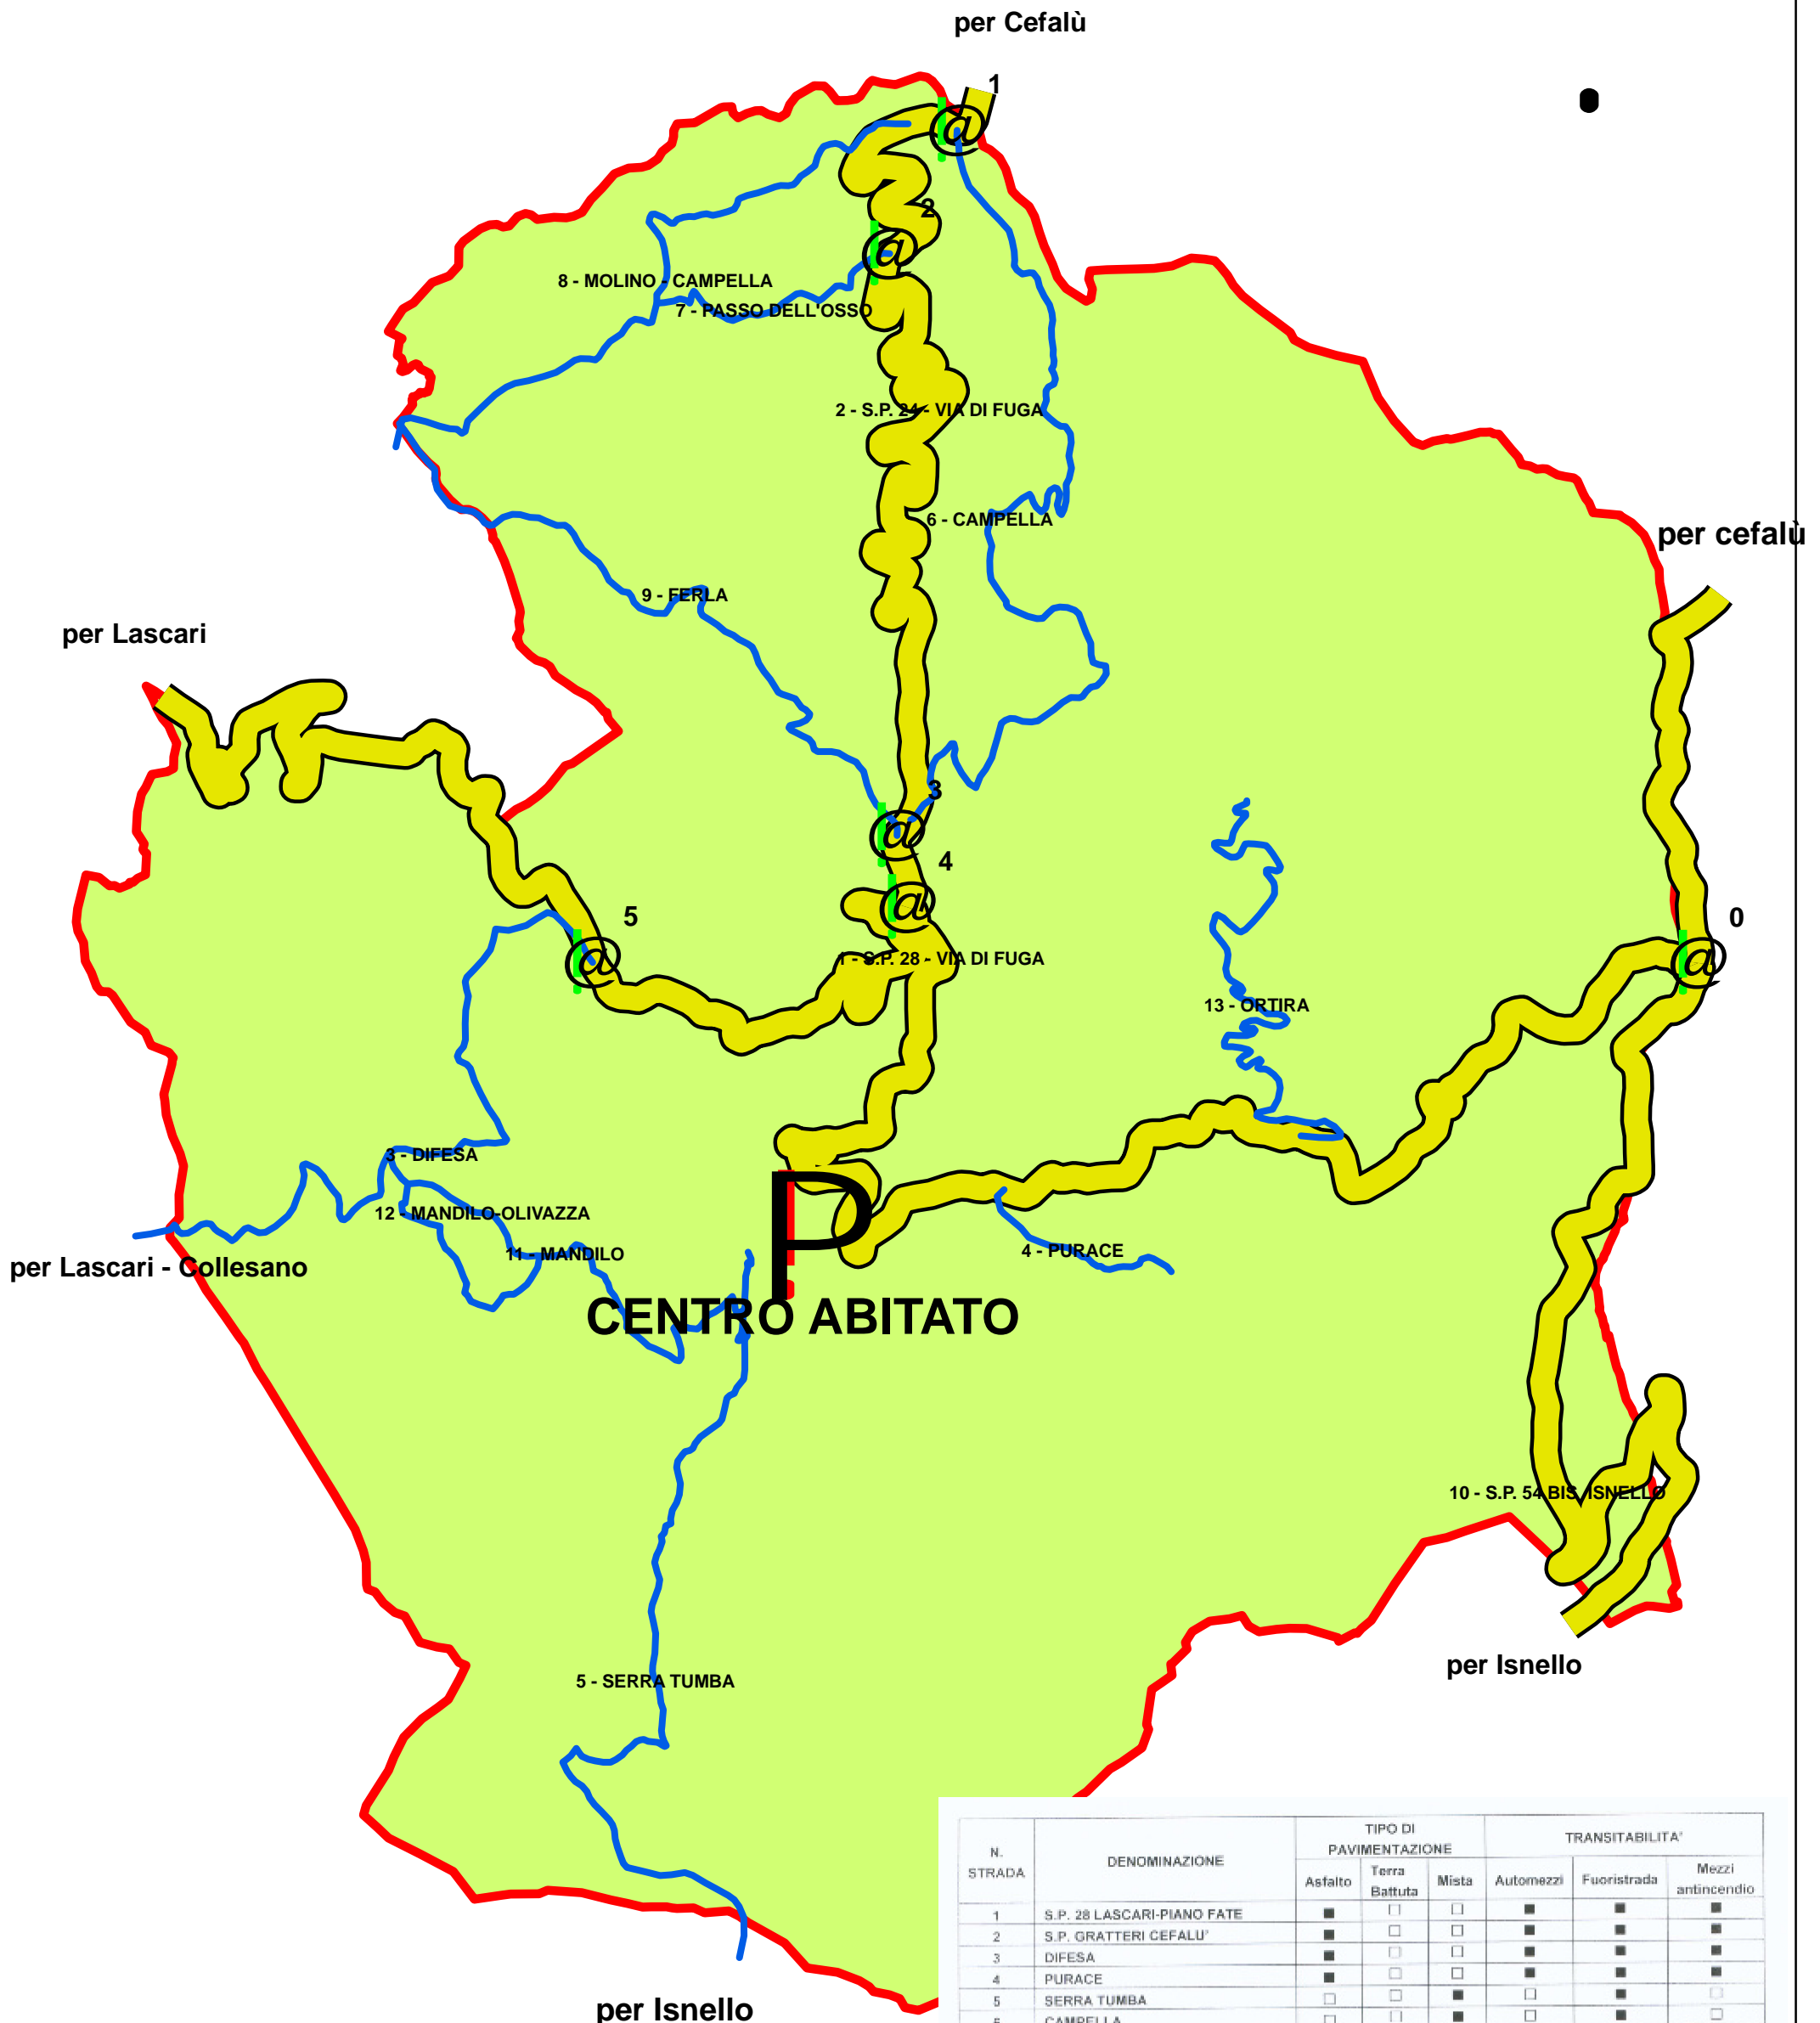 per Cefalù
1
@
2
@
8 - MOLINO - CAMPELLA
7 - PASSO DELL'OSSO
2 - S.P. 24 - VIA DI FUGA
6 - CAMPELLA
per cefalù
9 - FERLA
per Lascari
3
@
4
@
5
@
0
@
1 - S.P. 28 - VIA DI FUGA
13 - ORTIRA
3 - DIFESA
12 - MANDILO-OLIVAZZA
11 - MANDILO
4 - PURACE
per Lascari - Collesano
P
CENTRO ABITATO
10 - S.P. 54 BIS. ISNELLO
per Isnello
5 - SERRA TUMBA
per Isnello
N. STRADA DENOMINAZIONE TIPO DI PAVIMENTAZIONE TRANSITABILITA'
Asfalto Terra Battuta Mista Automezzi Fuoristrada Mezzi antincendio
1 S.P. 28 LASCARI-PIANO FATE ■ □ □ ■ ■ ■
2 S.P. GRATTERI CEFALU' ■ □ □ ■ ■ ■
3 DIFESA ■ □ □ ■ ■ ■
4 PURACE ■ □ □ ■ ■ ■
5 SERRA TUMBA □ □ ■ □ ■ □
6 CAMPELLA □ □ ■ □ ■ □